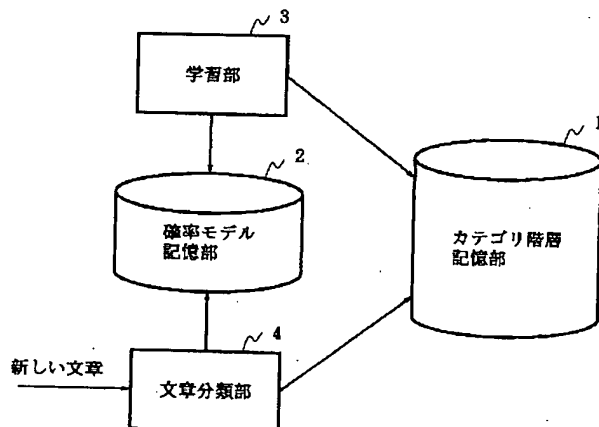 3
学習部
1
2
確率モデル
記憶部
カテゴリ階層
記憶部
4
新しい文章
文章分類部